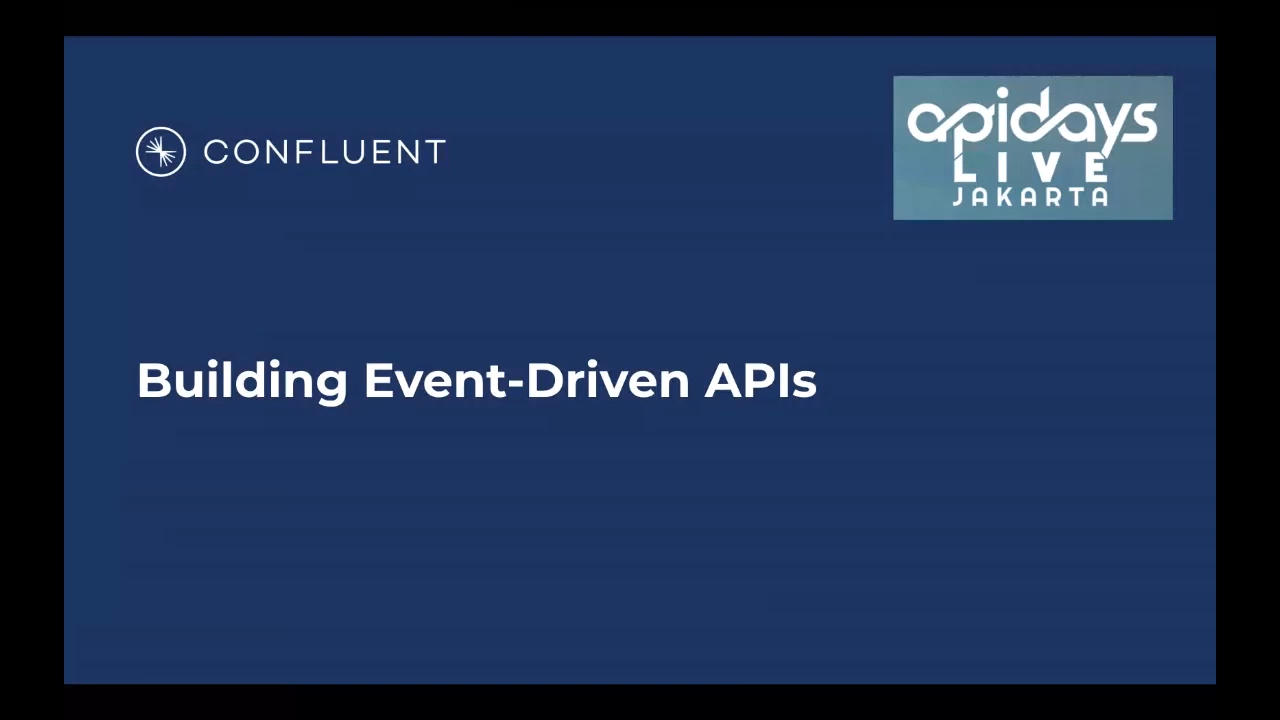 CONFLUENT
apidays
LIVE
JAKARTA
Building Event-Driven APIs